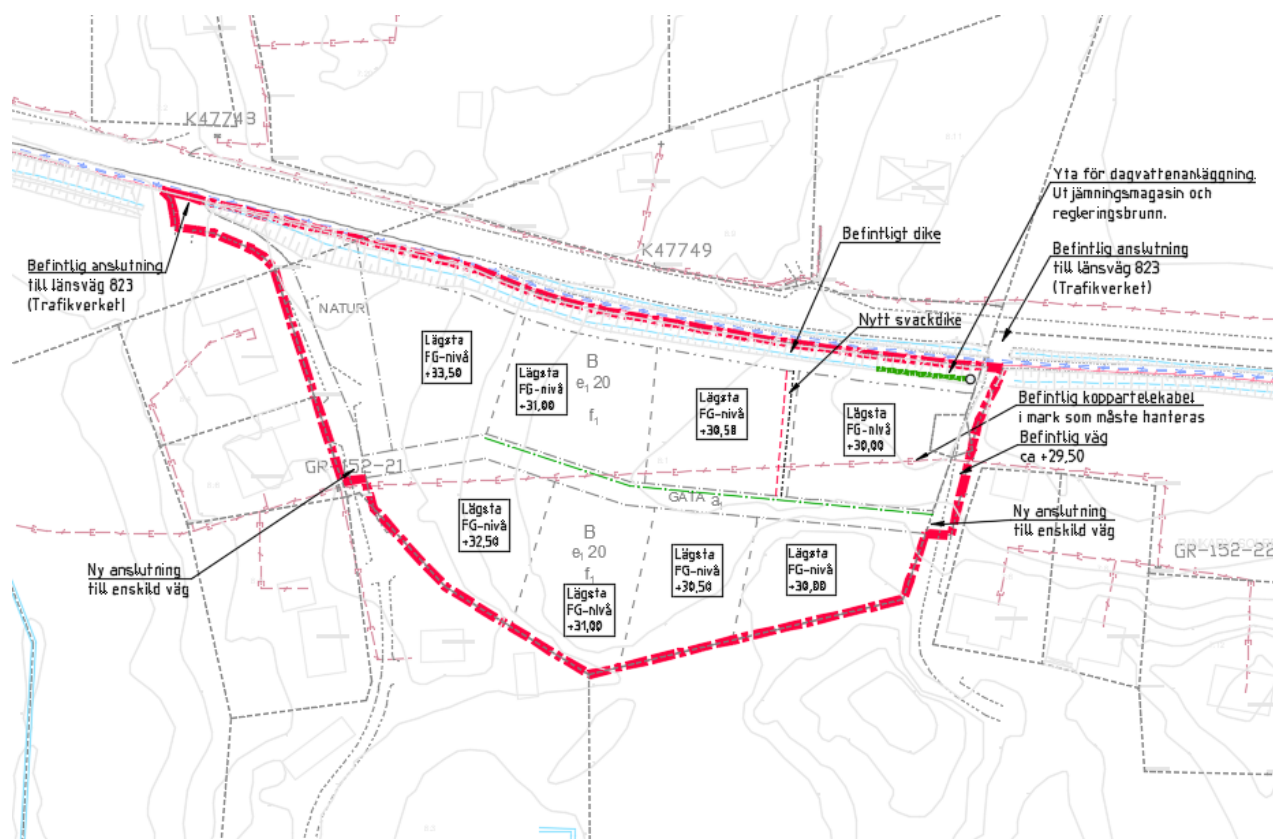 K47743
Yta för dagvattenanläggning.
Utjämningsmagasin och
regleringsbrunn.
Befintligt dike
K47749
Befintlig anslutning
till länsväg 823
(Trafikverket)
Befintlig anslutning
till länsväg 823
(Trafikverket)
NATUR
Nytt svackdike
Lägsta
FG-nivå
+33,50
Lägsta
FG-nivå
+31,00
B
e₁ 20
f₁
Lägsta
FG-nivå
+30,58
Lägsta
FG-nivå
+30,00
Befintlig koppartelekabel
i mark som måste hanteras
Befintlig väg
ca +29,50
GR-152-21
GATA a₁
Lägsta
FG-nivå
+32,50
B
e₁ 20
f₁
Lägsta
FG-nivå
+31,00
Lägsta
FG-nivå
+30,50
Lägsta
FG-nivå
+30,00
Ny anslutning
till enskild väg
GR-152-22
Ny anslutning
till enskild väg